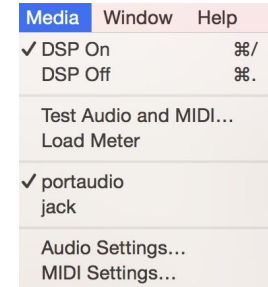 Media Window Help
✓ DSP On ⌘/
DSP Off ⌘.
Test Audio and MIDI...
Load Meter
✓ portaudio
jack
Audio Settings...
MIDI Settings...